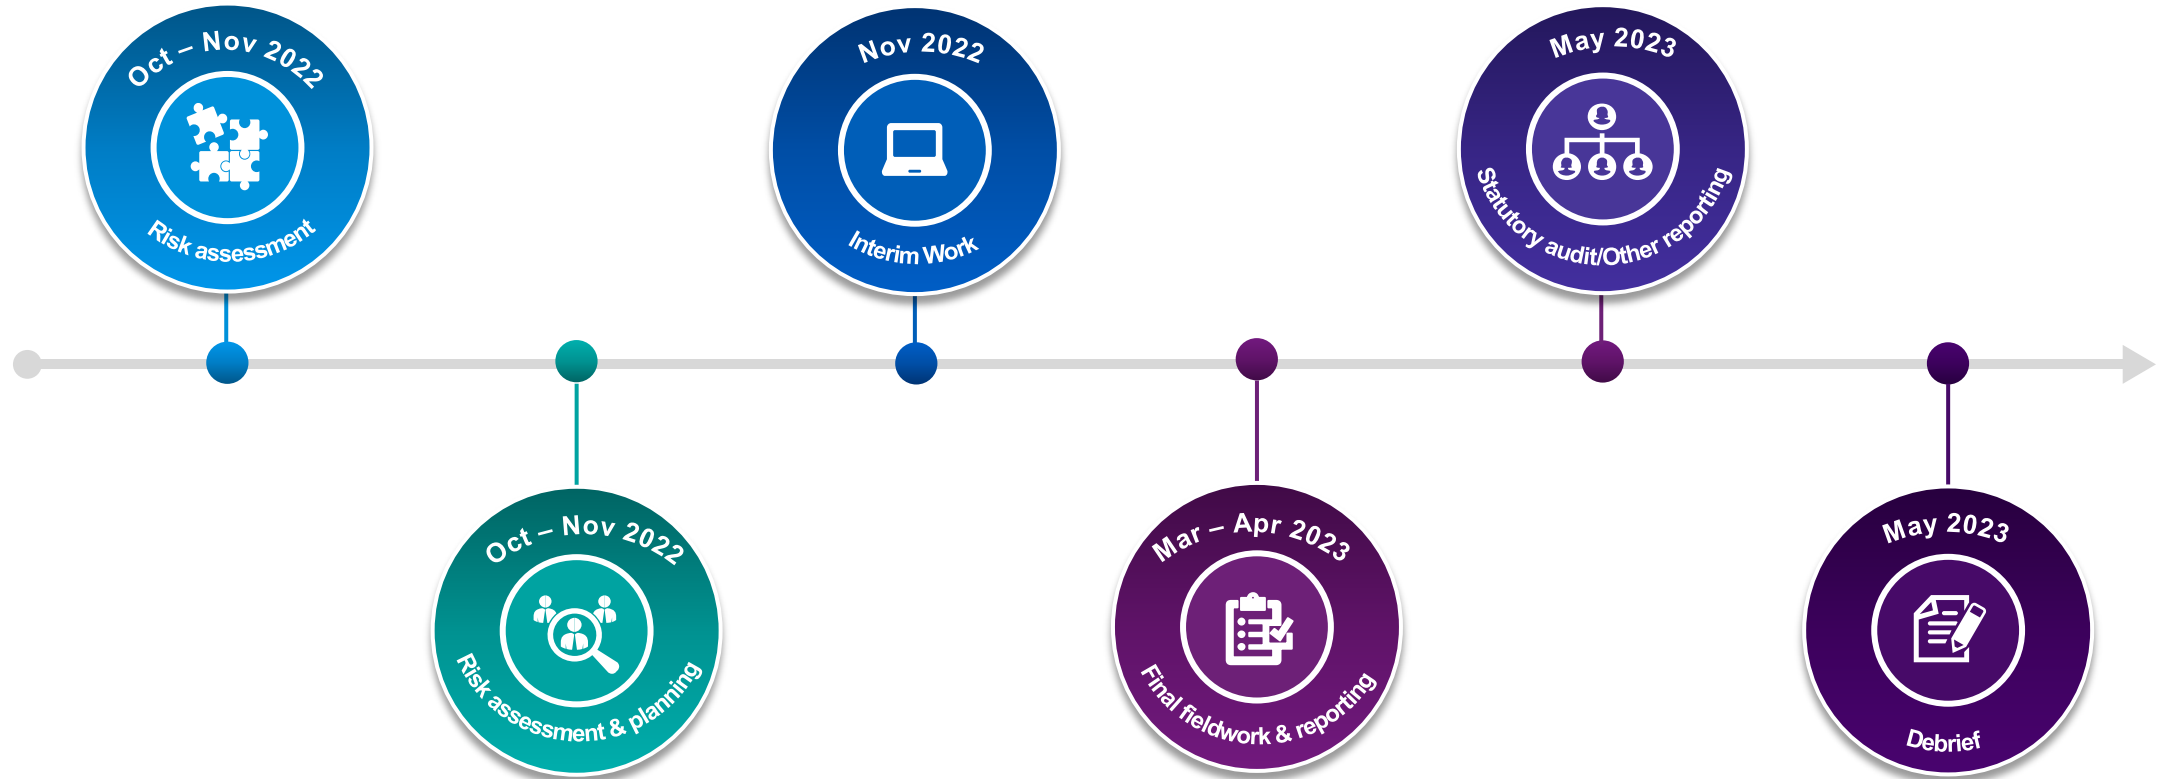 Oct – Nov 2022
Risk assessment
Oct – Nov 2022
Risk assessment & planning
Nov 2022
Interim Work
Mar – Apr 2023
Final fieldwork & reporting
May 2023
Statutory audit/Other reporting
May 2023
Debrief